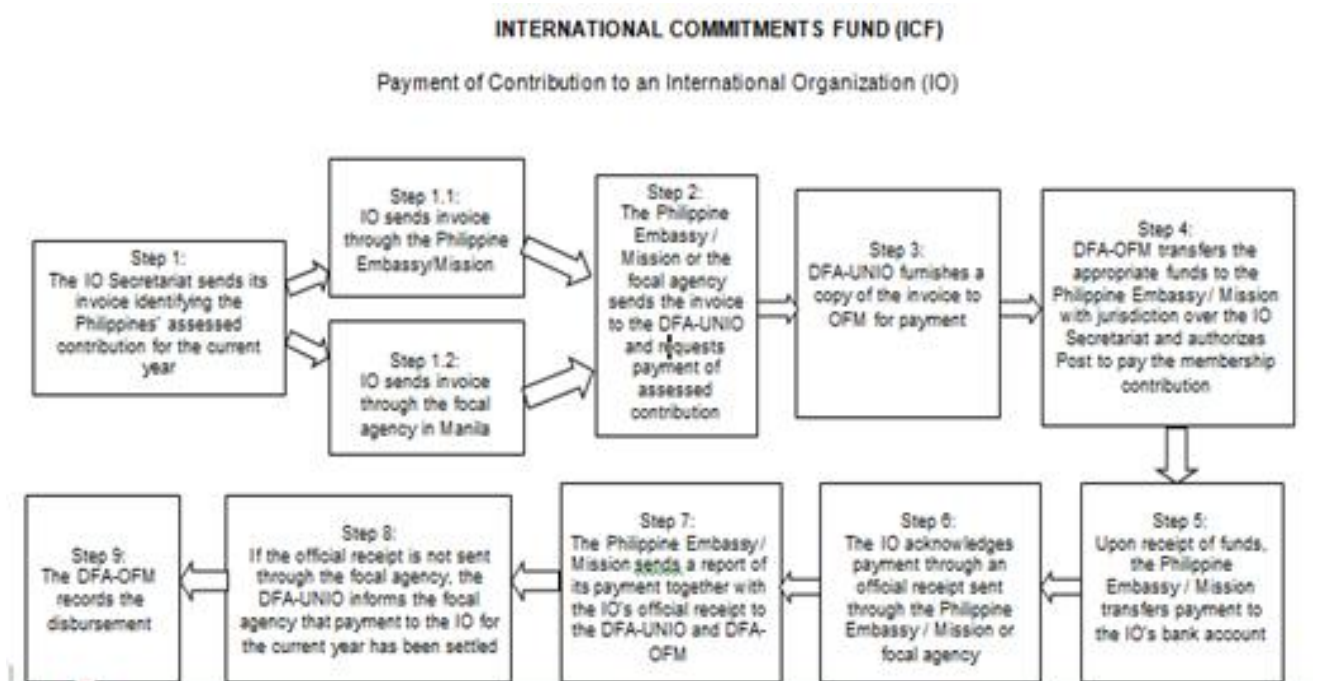 INTERNATIONAL COMMITMENTS FUND (ICF)
Payment of Contribution to an International Organization (IO)
Step 1:
The IO Secretariat sends its
invoice identifying the
Philippines' assessed
contribution for the current
year
Step 1.1:
IO sends invoice
through the Philippine
Embassy/Mission
Step 1.2:
IO sends invoice
through the focal
agency in Manila
Step 2:
The Philippine
Embassy /
Mission or the
focal agency
sends the invoice
to the DFA-UNIO
and requests
payment of
assessed
contribution
Step 3:
DFA-UNIO furnishes a
copy of the invoice to
OFM for payment
Step 4:
DFA-OFM transfers the
appropriate funds to the
Philippine Embassy / Mission
with jurisdiction over the IO
Secretariat and authorizes
Post to pay the membership
contribution
Step 5:
Upon receipt of funds,
the Philippine
Embassy / Mission
transfers payment to
the IO's bank account
Step 6:
The IO acknowledges
payment through an
official receipt sent
through the Philippine
Embassy / Mission or
focal agency
Step 7:
The Philippine Embassy /
Mission sends a report of
its payment together with
the IO's official receipt to
the DFA-UNIO and DFA-
OFM
Step 8:
If the official receipt is not sent
through the focal agency, the
DFA-UNIO informs the focal
agency that payment to the IO for
the current year has been settled
Step 9:
The DFA-OFM
records the
disbursement